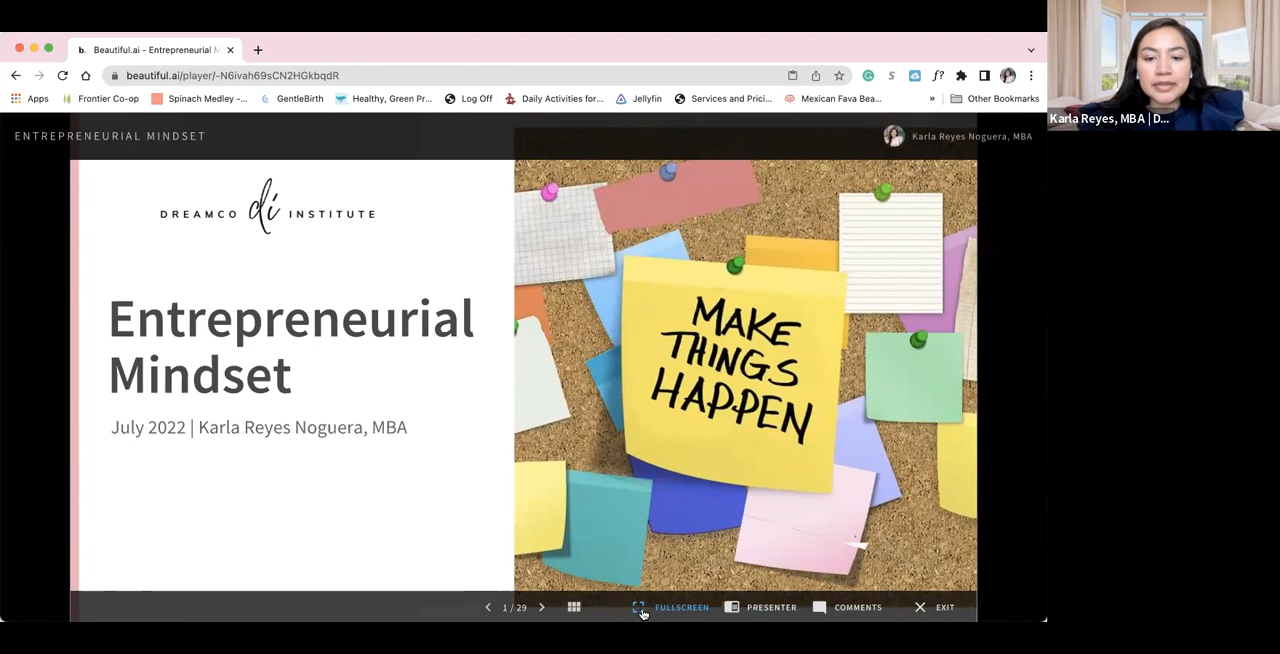 b. Beautiful.ai - Entrepreneurial M
beautiful.ai/player/-N6ivah69sCN2HGkbqdR
f?
Apps
Frontier Co-op
Spinach Medley -...
GentleBirth
Healthy, Green Pr...
Log Off
Daily Activities for...
Jellyfin
Services and Prici...
Mexican Fava Bea...
»
Other Bookmarks
Karla Reyes, MBA | D...
ENTREPRENEURIAL MINDSET
Karla Reyes Noguera, MBA
DREAMCO di INSTITUTE
Entrepreneurial
Mindset
July 2022 | Karla Reyes Noguera, MBA
MAKE
THINGS
HAPPEN
1 / 29
FULLSCREEN
PRESENTER
COMMENTS
EXIT